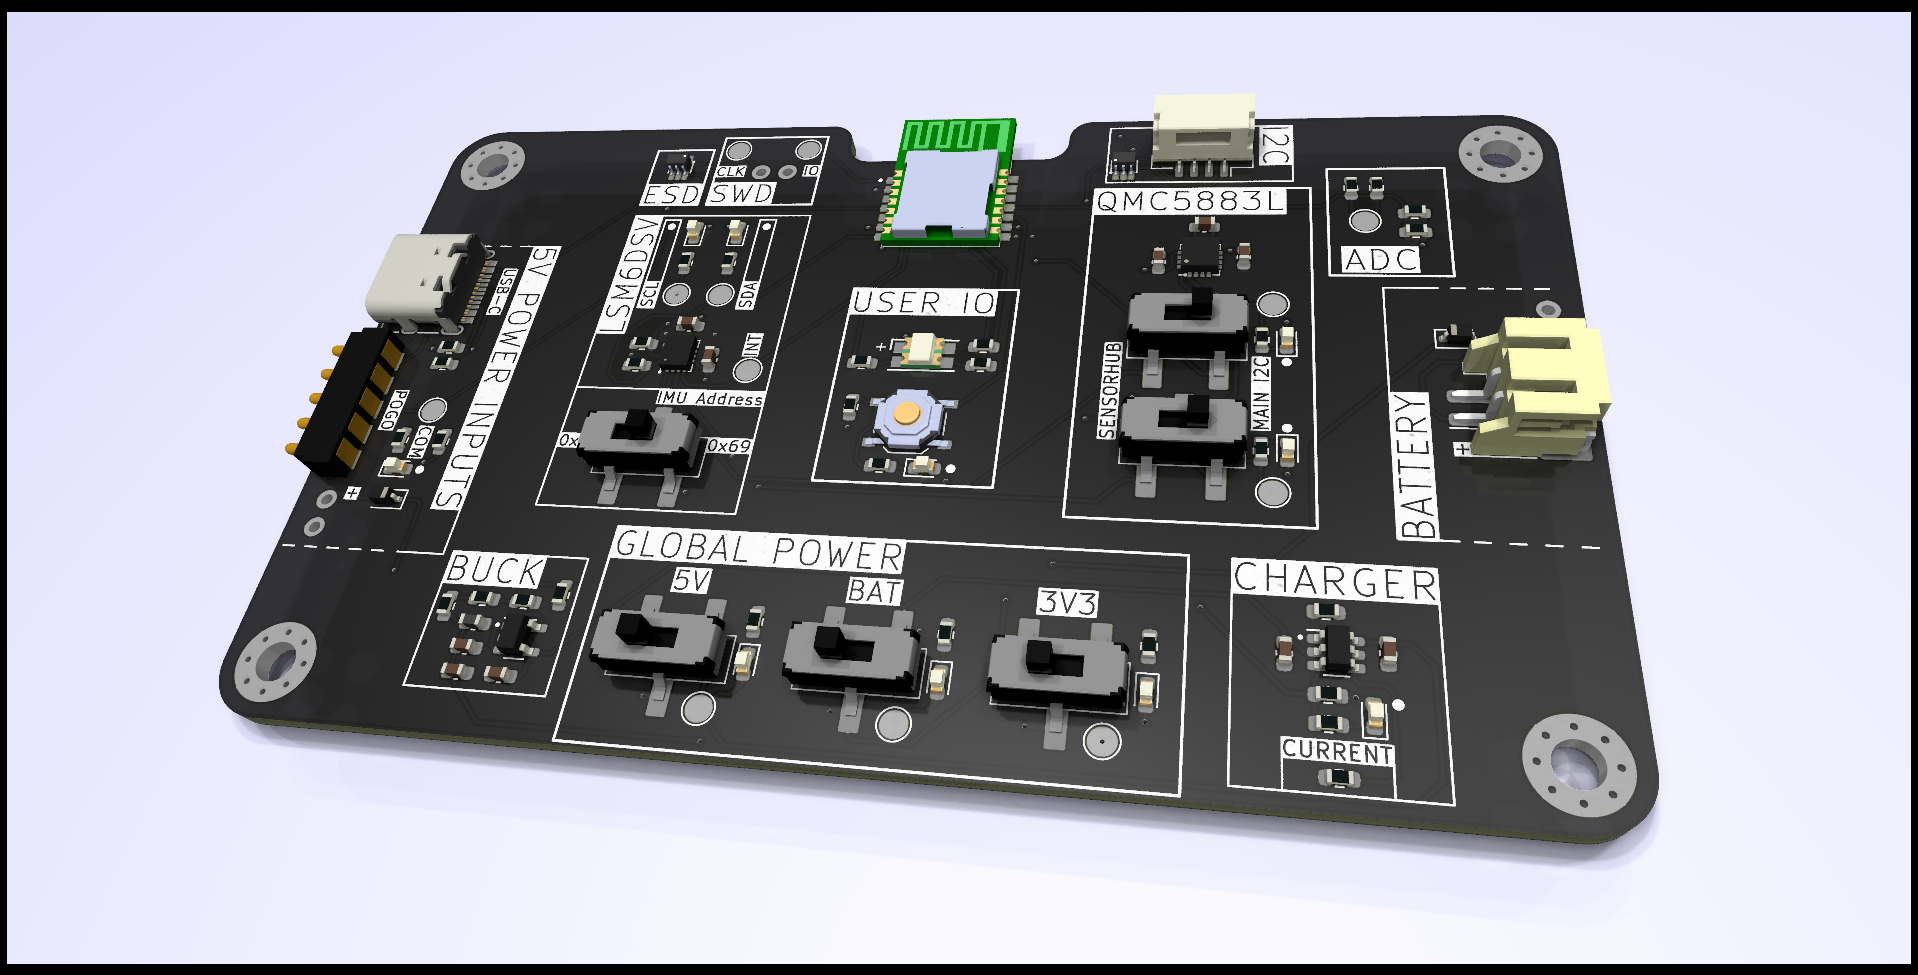 ESD
CLK
IO
SWD
I2C
QMC5883L
ADC
5V POWER INPUTS
USB-C
LSM6DSV
SCL
SDA
INT
USER IO
+
IMU Address
0x
0x69
SENSORHUB
MAIN I2C
BATTERY
+
POGO
COM
+
BUCK
GLOBAL POWER
5V
BAT
3V3
CHARGER
CURRENT